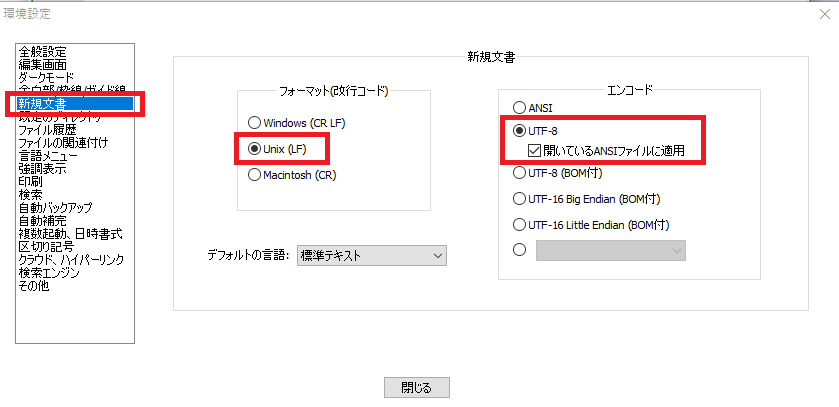 環境設定
全般設定
編集画面
ダークモード
余白部/枠線/ガイド線
新規文書
既定のディレクトリ
ファイル履歴
ファイルの関連付け
言語メニュー
強調表示
印刷
検索
自動バックアップ
自動補完
複数起動、日時書式
区切り記号
クラウド、ハイパーリンク
検索エンジン
その他
新規文書
フォーマット(改行コード)
Windows (CR LF)
Unix (LF)
Macintosh (CR)
デフォルトの言語:
標準テキスト
エンコード
ANSI
UTF-8
開いているANSIファイルに適用
UTF-8 (BOM付)
UTF-16 Big Endian (BOM付)
UTF-16 Little Endian (BOM付)
閉じる